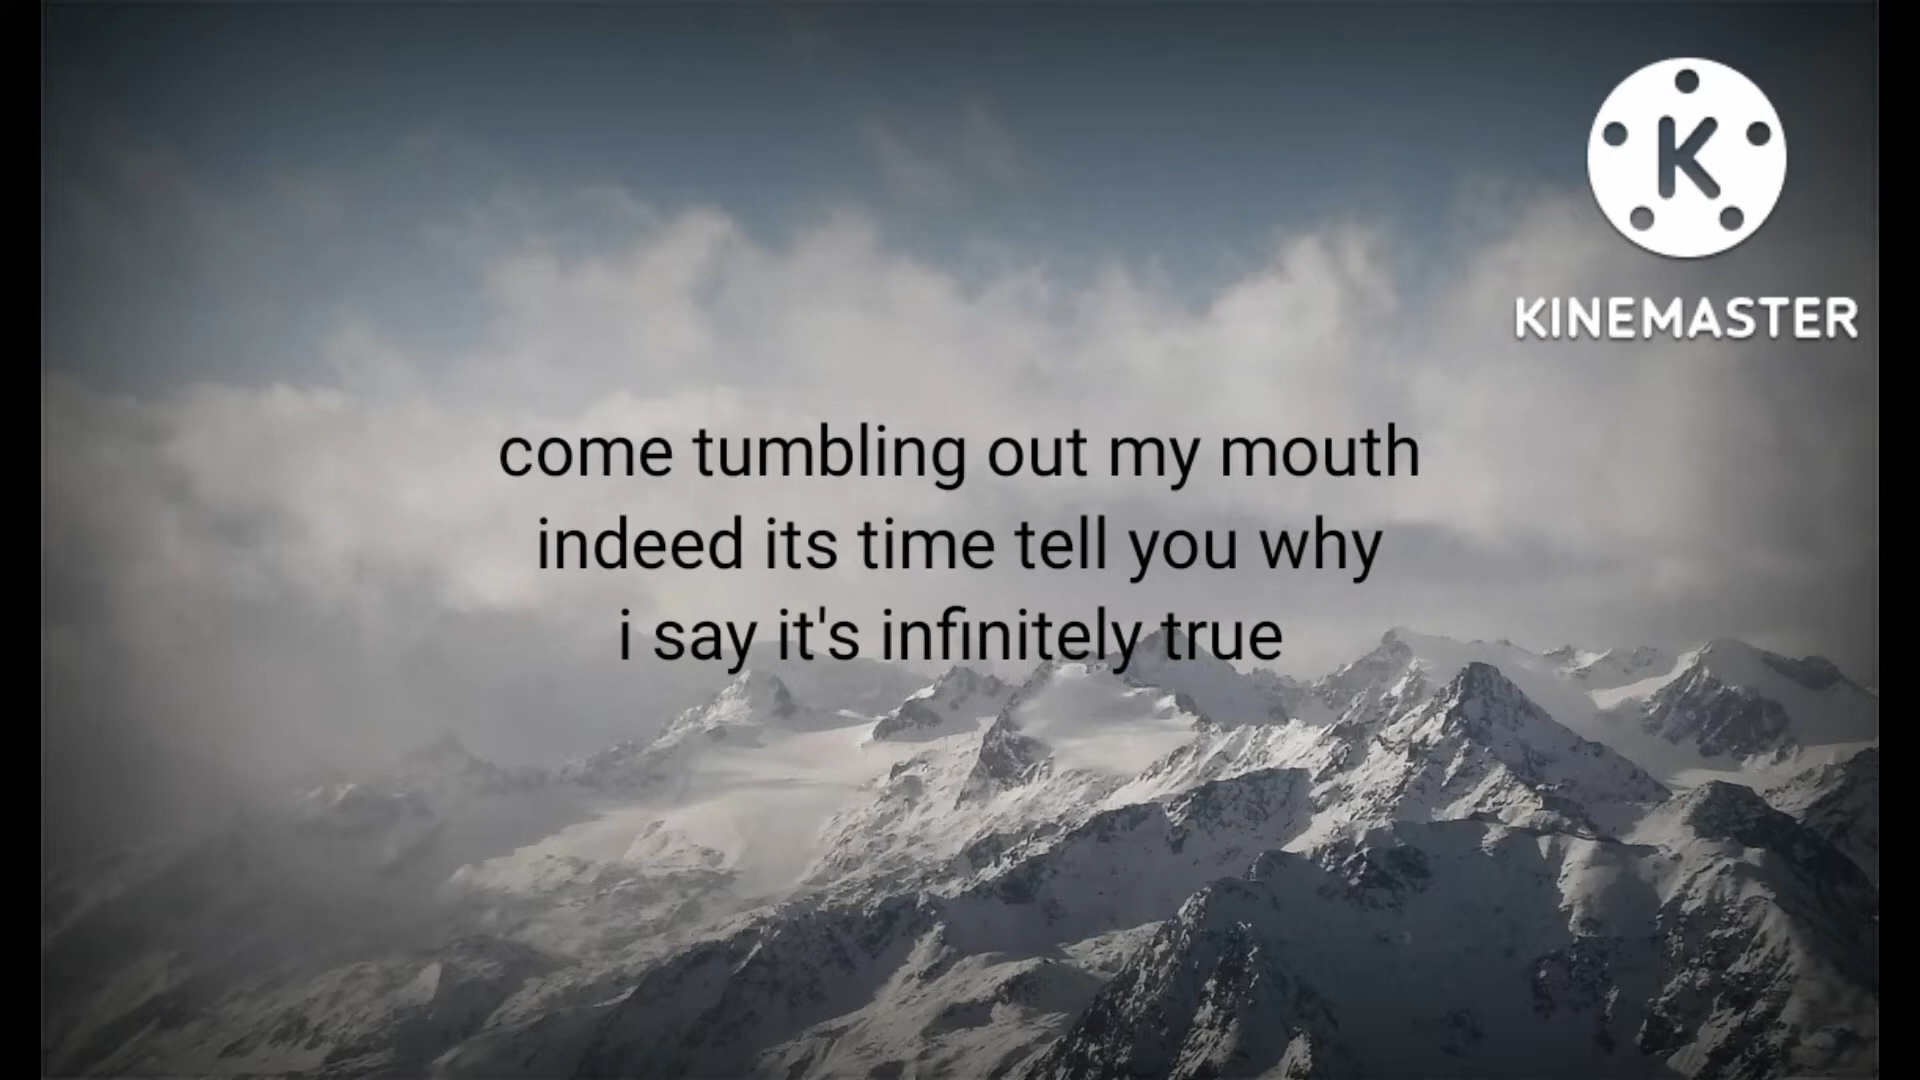 K
KINEMASTER
come tumbling out my mouth
indeed its time tell you why
i say it's infinitely true